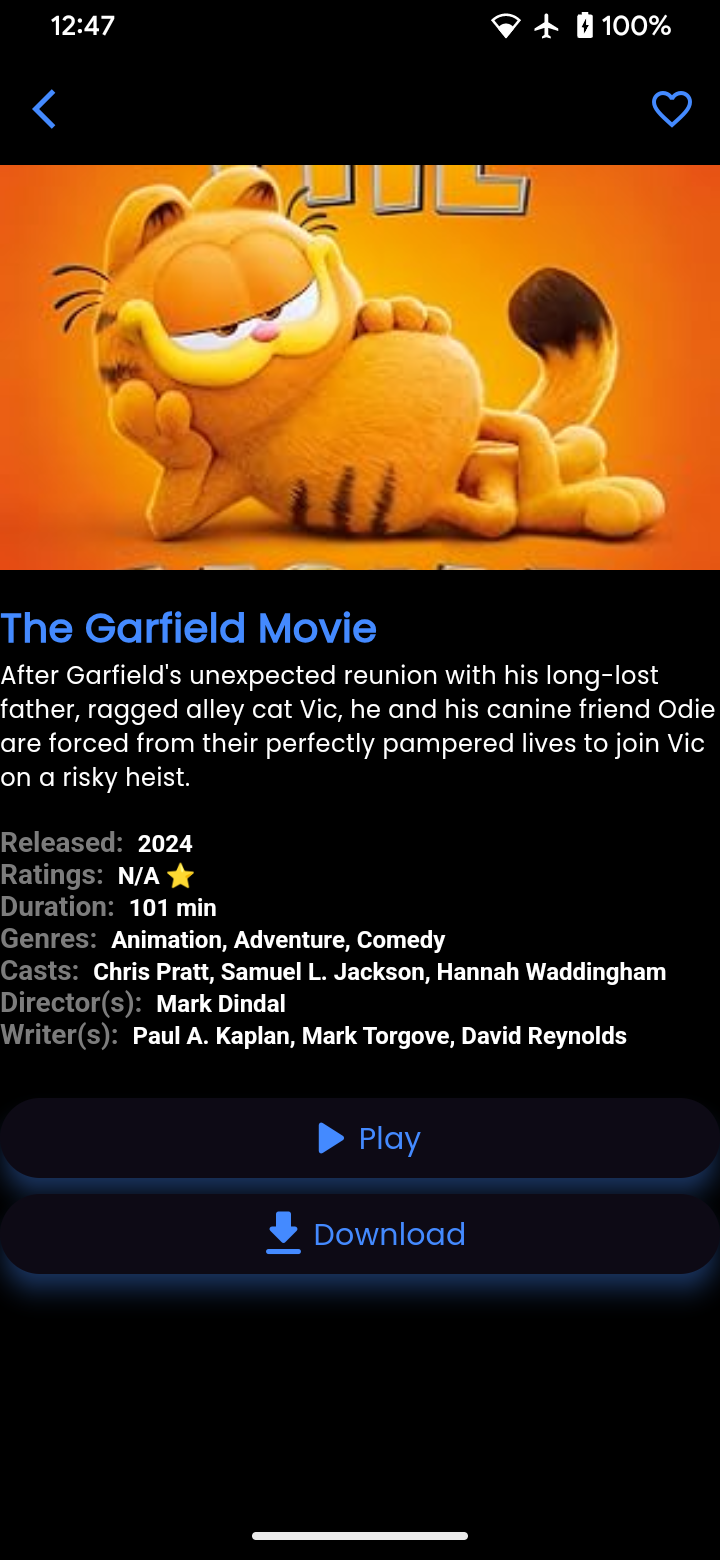 12:47
100%
The Garfield Movie
After Garfield's unexpected reunion with his long-lost
father, ragged alley cat Vic, he and his canine friend Odie
are forced from their perfectly pampered lives to join Vic
on a risky heist.
Released: 2024
Ratings: N/A ⭐
Duration: 101 min
Genres: Animation, Adventure, Comedy
Casts: Chris Pratt, Samuel L. Jackson, Hannah Waddingham
Director(s): Mark Dindal
Writer(s): Paul A. Kaplan, Mark Torgove, David Reynolds
Play
Download